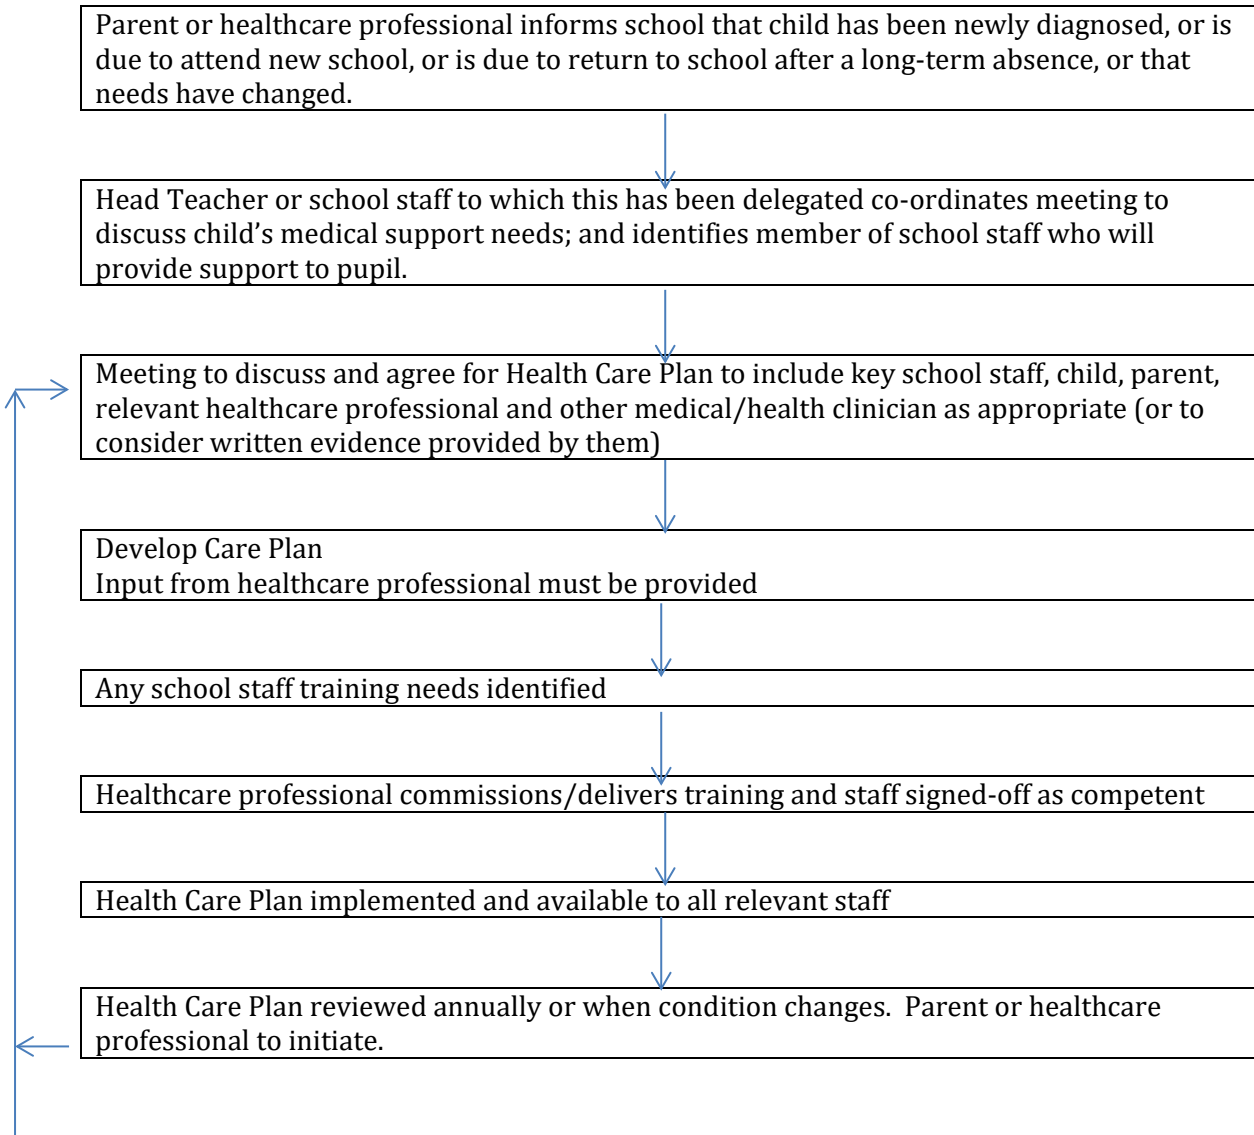 Parent or healthcare professional informs school that child has been newly diagnosed, or is
due to attend new school, or is due to return to school after a long-term absence, or that
needs have changed.
Head Teacher or school staff to which this has been delegated co-ordinates meeting to
discuss child’s medical support needs; and identifies member of school staff who will
provide support to pupil.
Meeting to discuss and agree for Health Care Plan to include key school staff, child, parent,
relevant healthcare professional and other medical/health clinician as appropriate (or to
consider written evidence provided by them)
Develop Care Plan
Input from healthcare professional must be provided
Any school staff training needs identified
Healthcare professional commissions/delivers training and staff signed-off as competent
Health Care Plan implemented and available to all relevant staff
Health Care Plan reviewed annually or when condition changes.  Parent or healthcare
professional to initiate.